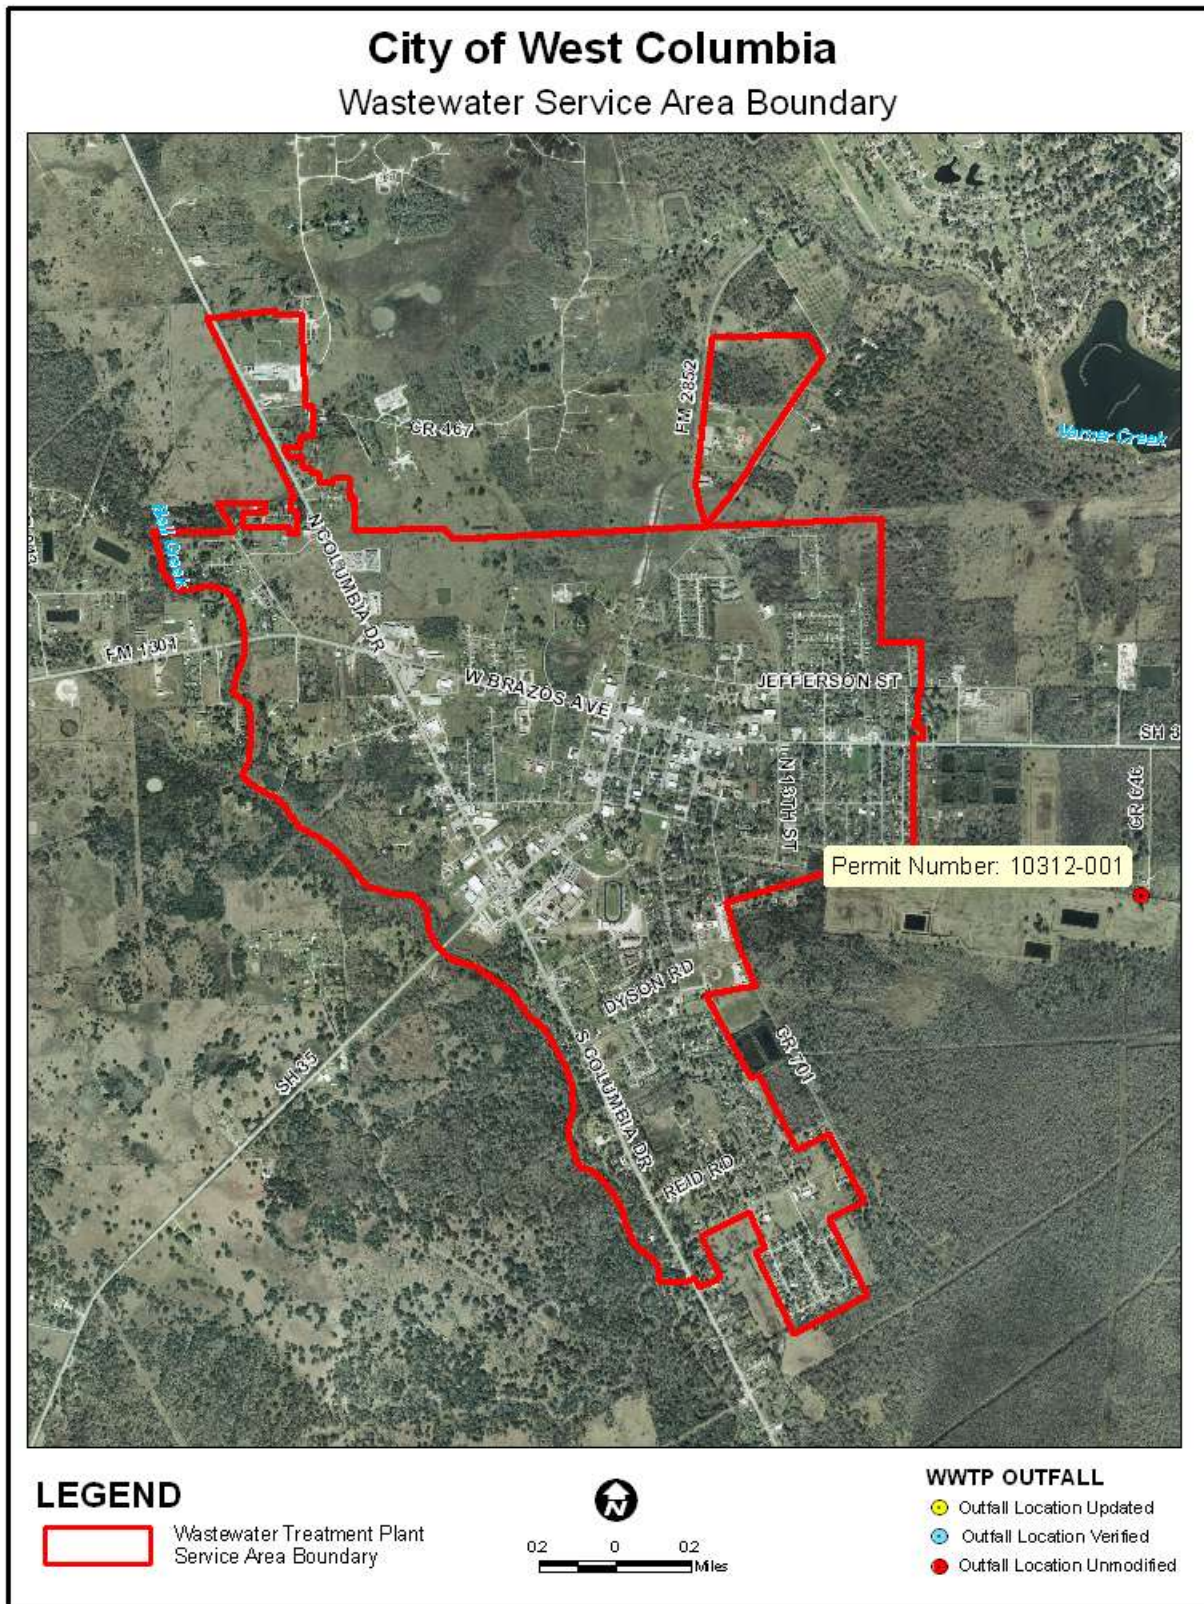 City of West Columbia
Wastewater Service Area Boundary
FM 2852
CR 467
Varner Creek
Bell Creek
N COLUMBIA DR
FM 1301
W BRAZOS AVE
JEFFERSON ST
SH 3
N 13TH ST
CR 646
Permit Number: 10312-001
DYSON RD
CR 701
SH 35
S COLUMBIA DR
REID RD
LEGEND
Wastewater Treatment Plant
Service Area Boundary
N
0.2 0 0.2
Miles
WWTP OUTFALL
Outfall Location Updated
Outfall Location Verified
Outfall Location Unmodified